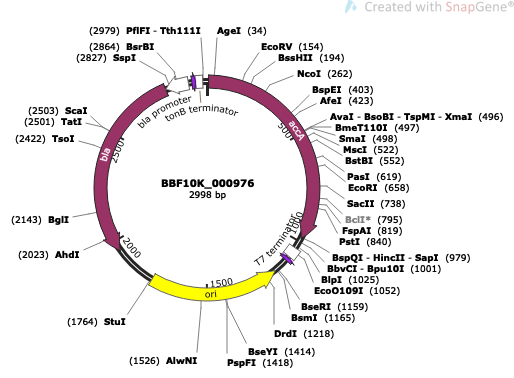 Created with SnapGene®
(2979) PflFI - Tth111I
AgeI (34)
(2864) BsrBI
(2827) SspI
EcoRV (154)
BssHII (194)
NcoI (262)
BspEI (403)
AfeI (423)
AvaI - BsoBI - TspMI - XmaI (496)
BmeT110I (497)
SmaI (498)
MscI (522)
BstBI (552)
PasI (619)
EcoRI (658)
SacII (738)
BclI* (795)
FspAI (819)
PstI (840)
BspQI - HincII - SapI (979)
BbvCI - Bpu10I (1001)
BlpI (1025)
EcoO109I (1052)
BseRI (1159)
BsmI (1165)
DrdI (1218)
BseYI (1414)
PspFI (1418)
(1526) AlwNI
(1764) StuI
(2023) AhdI
(2143) BglI
(2422) TsoI
(2501) TatI
(2503) ScaI
bla promoter
tonB terminator
accA
500
1000
T7 terminator
1500
ori
2000
bla
2500
BBF10K_000976
2998 bp